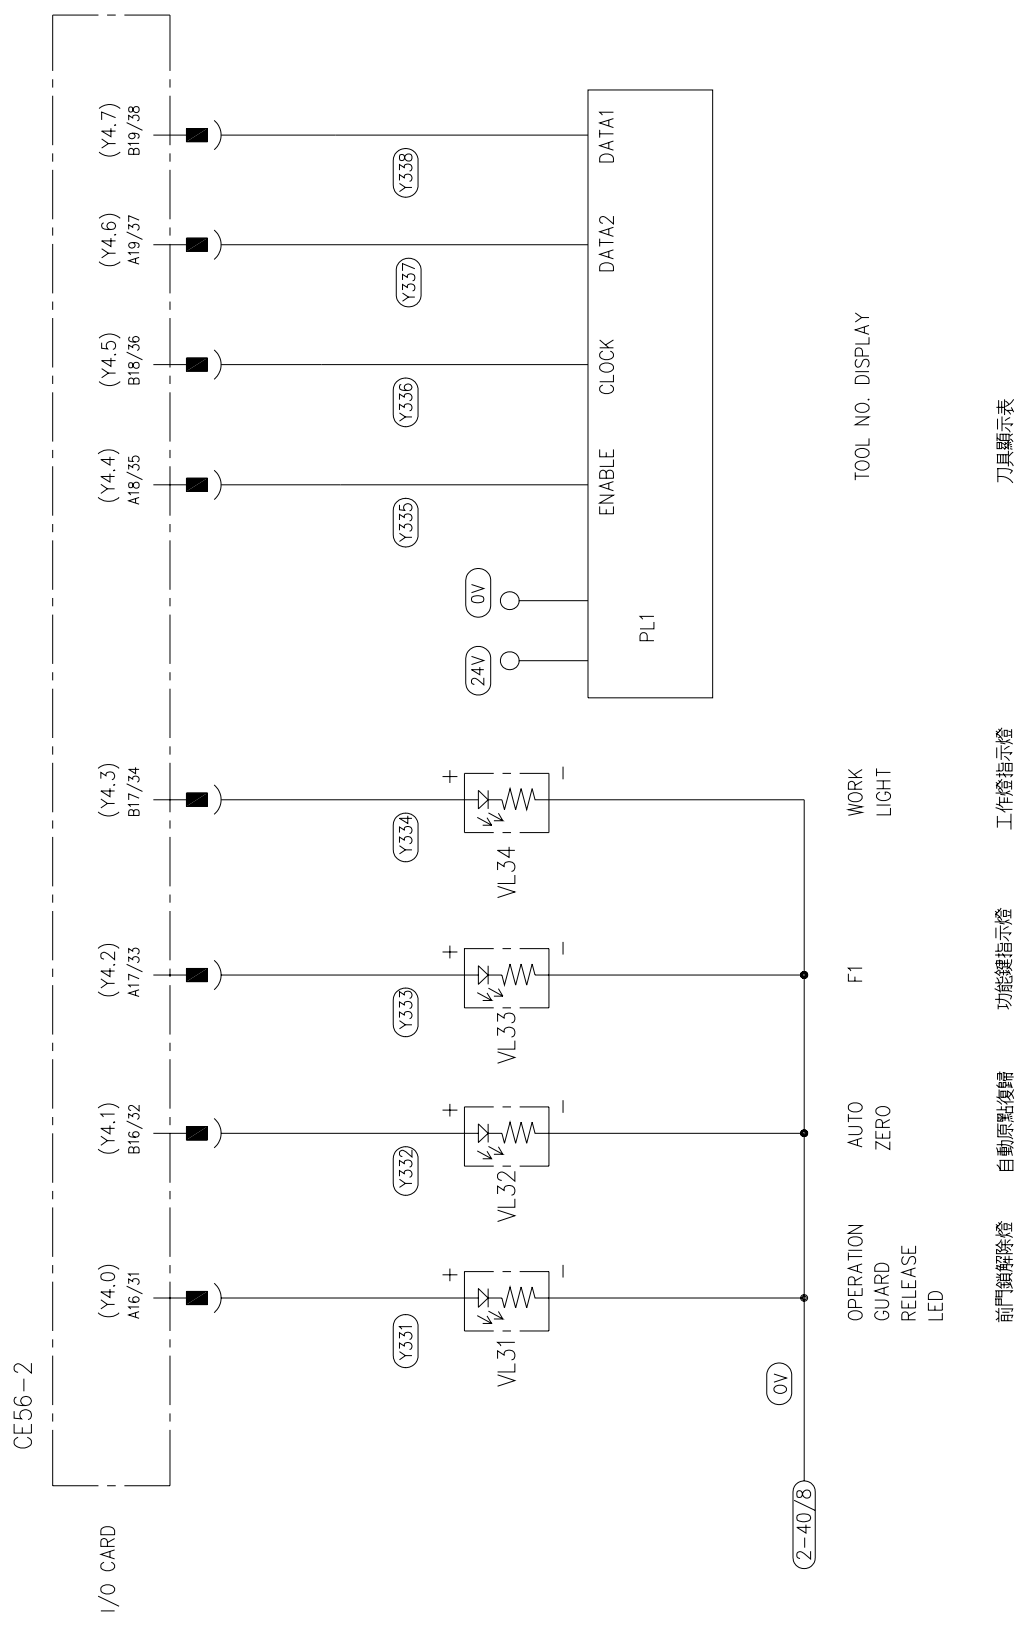 I/O CARD
CE56-2
(Y4.0)
A16/31
(Y4.1)
B16/32
(Y4.2)
A17/33
(Y4.3)
B17/34
(Y4.4)
A18/35
(Y4.5)
B18/36
(Y4.6)
A19/37
(Y4.7)
B19/38
Y331
Y332
Y333
Y334
Y335
Y336
Y337
Y338
+
+
+
+
24V
0V
VL31
VL32
VL33
VL34
-
-
-
-
ENABLE
CLOCK
DATA2
DATA1
PL1
0V
2-40/8
OPERATION
GUARD
RELEASE
LED
AUTO
ZERO
F1
WORK
LIGHT
TOOL NO. DISPLAY
前門鎖解除燈
自動原點復歸
功能鍵指示燈
工作燈指示燈
刀具顯示表